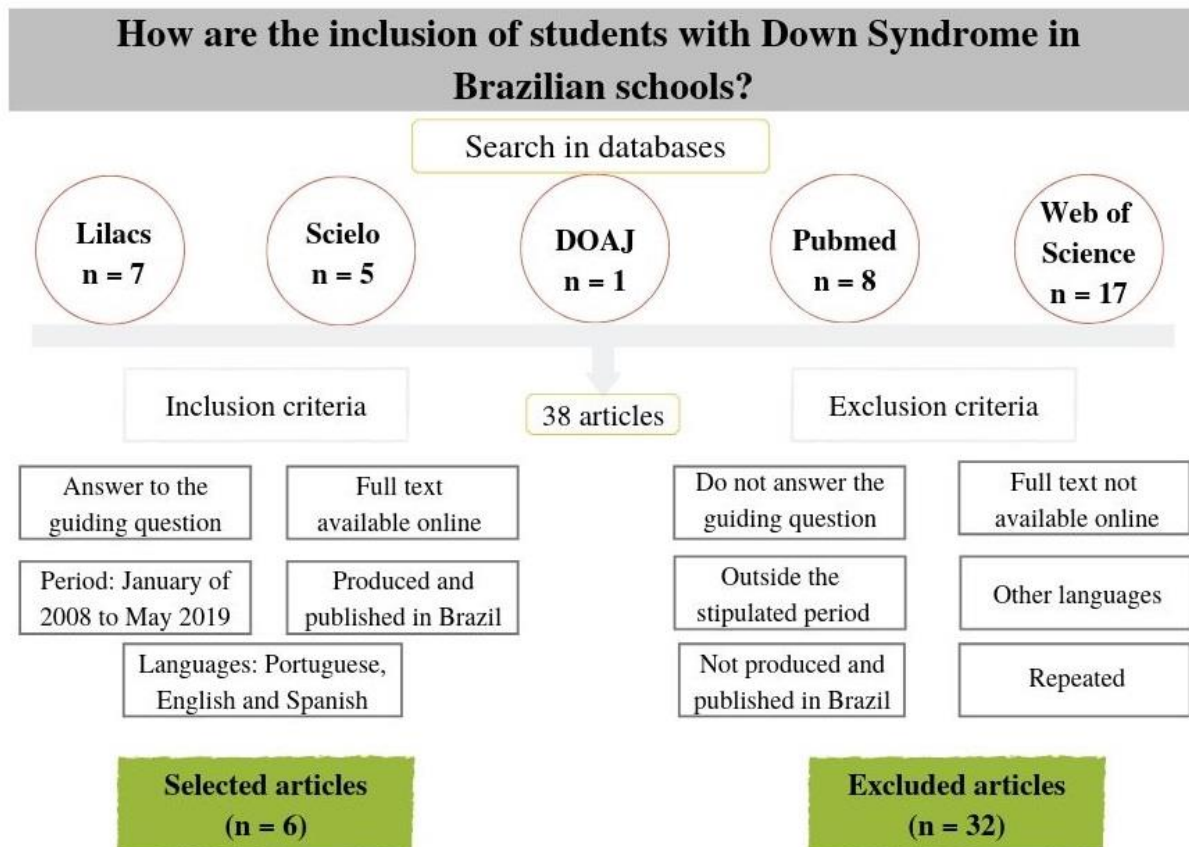 How are the inclusion of students with Down Syndrome in
Brazilian schools?
Search in databases
Lilacs
n = 7
Scielo
n = 5
DOAJ
n = 1
Pubmed
n = 8
Web of
Science
n = 17
38 articles
Inclusion criteria
Answer to the
guiding question
Full text
available online
Period: January of
2008 to May 2019
Produced and
published in Brazil
Languages: Portuguese,
English and Spanish
Selected articles
(n = 6)
Exclusion criteria
Do not answer the
guiding question
Full text not
available online
Outside the
stipulated period
Other languages
Not produced and
published in Brazil
Repeated
Excluded articles
(n = 32)